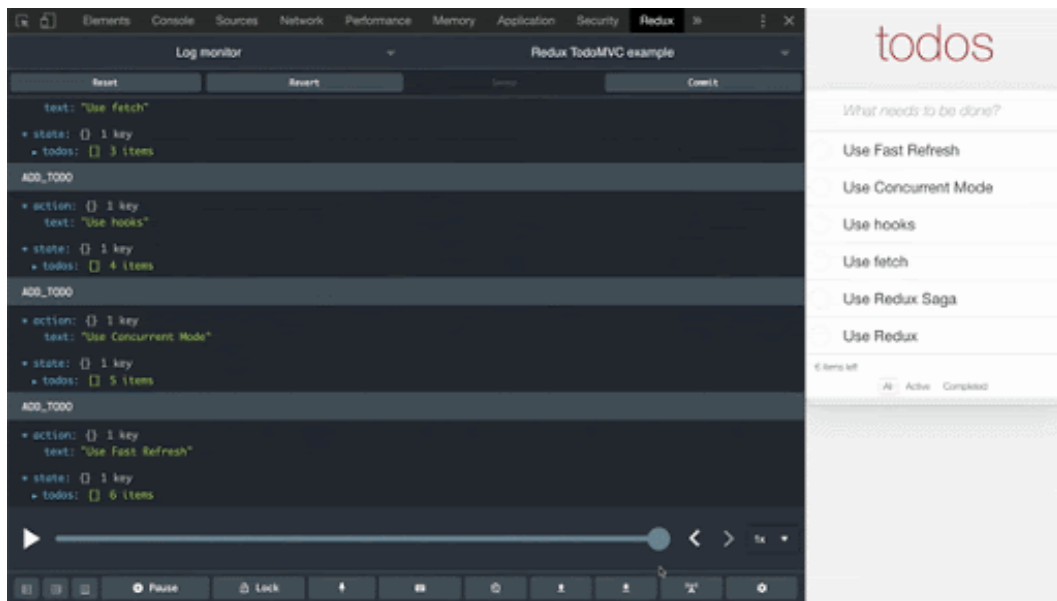 Elements Console Sources Network Performance Memory Application Security Redux »
Log monitor Redux TodoMVC example
Reset Revert Sweep Commit
text: "Use fetch"
state: {} 1 key
todos: [] 3 items
ADD_TODO
action: {} 1 key
text: "Use hooks"
state: {} 1 key
todos: [] 4 items
ADD_TODO
action: {} 1 key
text: "Use Concurrent Mode"
state: {} 1 key
todos: [] 5 items
ADD_TODO
action: {} 1 key
text: "Use Fast Refresh"
state: {} 1 key
todos: [] 6 items
1x
Pause Lock
todos
What needs to be done?
Use Fast Refresh
Use Concurrent Mode
Use hooks
Use fetch
Use Redux Saga
Use Redux
6 items left
All Active Completed